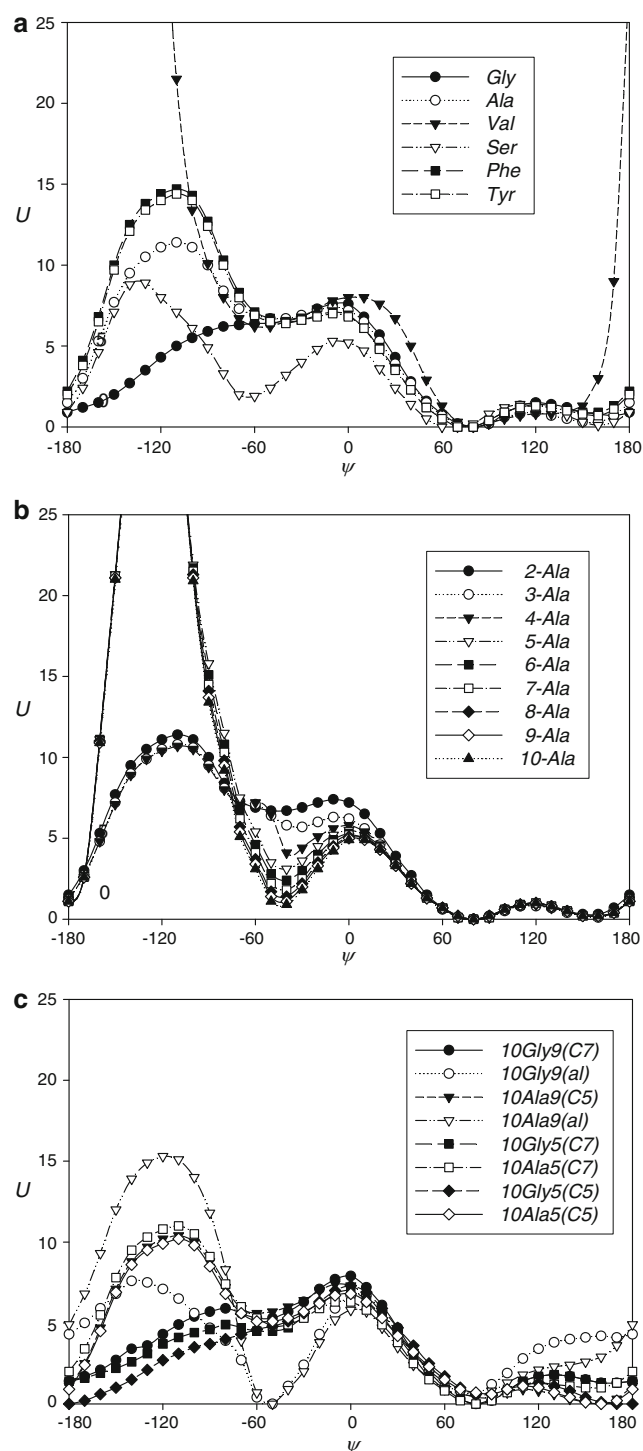 a
25
20
15
U
10
5
0
-180 -120 -60 0 60 120 180
ψ
Gly
Ala
Val
Ser
Phe
Tyr
5
0
b
25
20
15
U
10
5
0
-180 -120 -60 0 60 120 180
ψ
2-Ala
3-Ala
4-Ala
5-Ala
6-Ala
7-Ala
8-Ala
9-Ala
10-Ala
0
c
25
20
15
U
10
5
0
-180 -120 -60 0 60 120 180
ψ
10Gly9(C7)
10Gly9(al)
10Ala9(C5)
10Ala9(al)
10Gly5(C7)
10Ala5(C7)
10Gly5(C5)
10Ala5(C5)